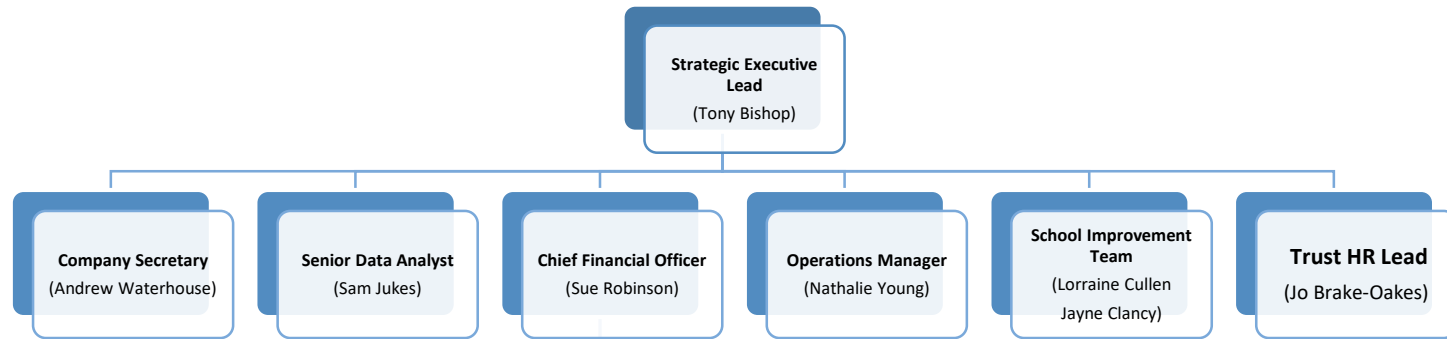 Strategic Executive
Lead
(Tony Bishop)
Company Secretary
(Andrew Waterhouse)
Senior Data Analyst
(Sam Jukes)
Chief Financial Officer
(Sue Robinson)
Operations Manager
(Nathalie Young)
School Improvement
Team
(Lorraine Cullen
Jayne Clancy)
Trust HR Lead
(Jo Brake-Oakes)